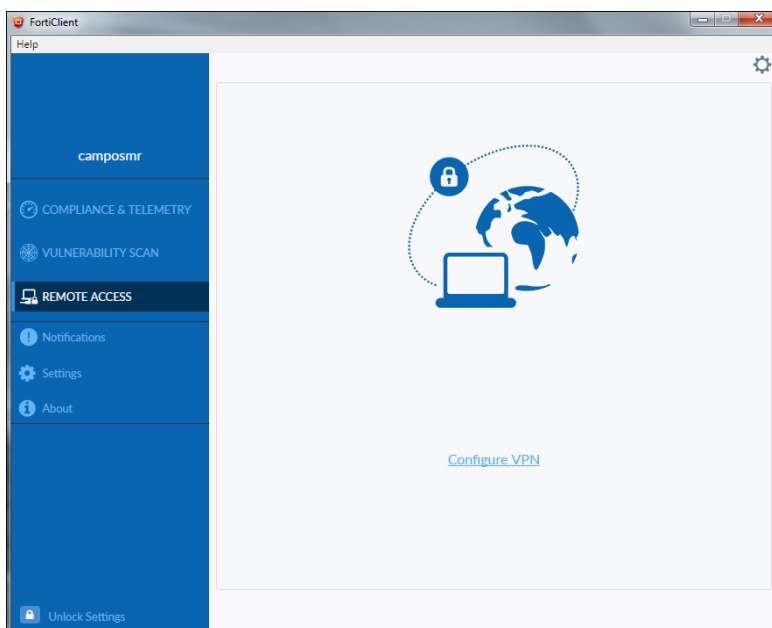 FortiClient
Help
camposmr
COMPLIANCE & TELEMETRY
VULNERABILITY SCAN
REMOTE ACCESS
Notifications
Settings
About
Configure VPN
Unlock Settings